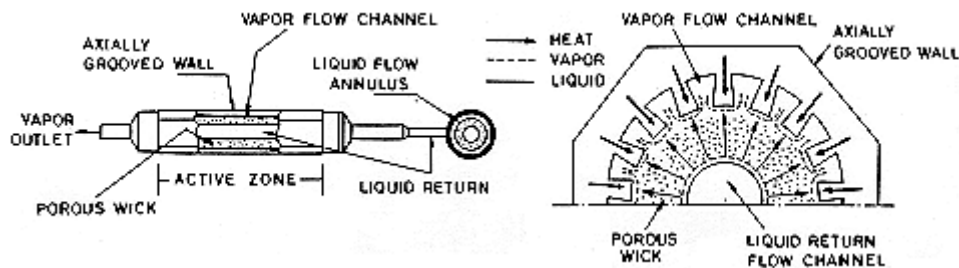 VAPOR FLOW CHANNEL
AXIALLY
GROOVED WALL
LIQUID FLOW
ANNULUS
VAPOR
OUTLET
ACTIVE ZONE
POROUS WICK
LIQUID RETURN
HEAT
VAPOR
LIQUID
VAPOR FLOW CHANNEL
AXIALLY
GROOVED WALL
POROUS
WICK
LIQUID RETURN
FLOW CHANNEL